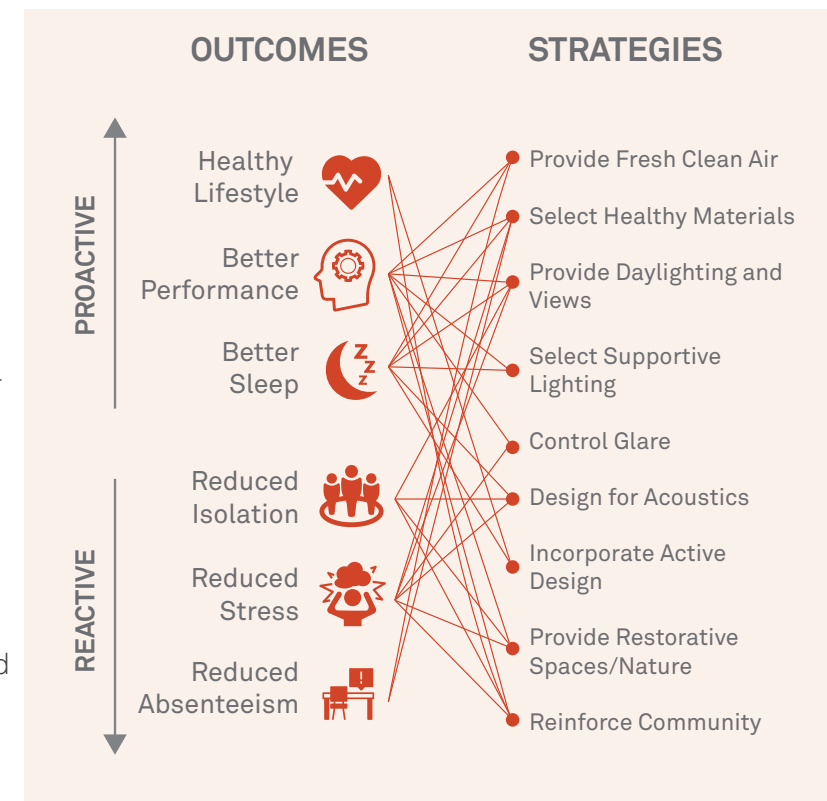 OUTCOMES
STRATEGIES
PROACTIVE
Healthy
Lifestyle
Better
Performance
Better
Sleep
z
z
z
REACTIVE
Reduced
Isolation
Reduced
Stress
Reduced
Absenteeism
!
Provide Fresh Clean Air
Select Healthy Materials
Provide Daylighting and
Views
Select Supportive
Lighting
Control Glare
Design for Acoustics
Incorporate Active
Design
Provide Restorative
Spaces/Nature
Reinforce Community